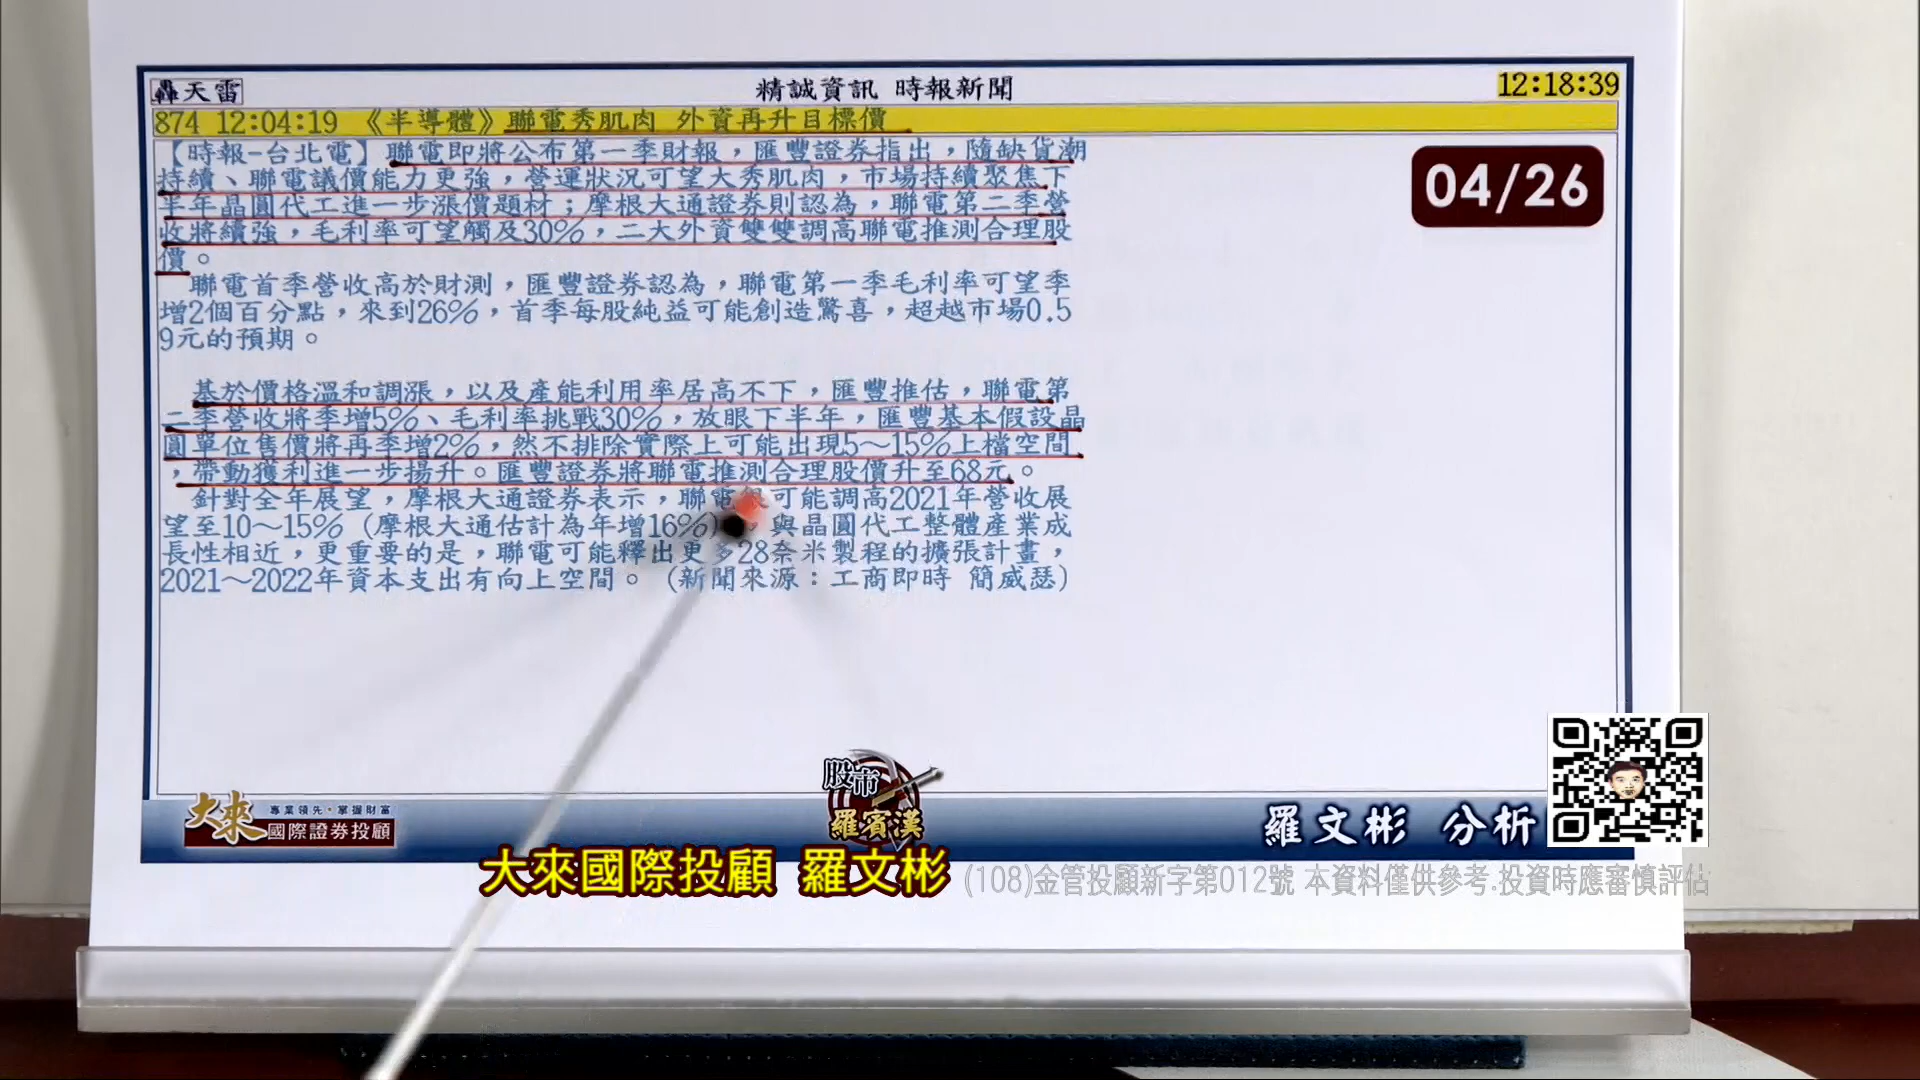 轟天雷
精誠資訊 時報新聞
12:18:39
874 12:04:19 《半導體》聯電秀肌肉 外資再升目標價
【時報-台北電】聯電即將公布第一季財報，匯豐證券指出，隨缺貨潮
持續、聯電議價能力更強，營運狀況可望大秀肌肉，市場持續聚焦下
半年晶圓代工進一步漲價題材；摩根大通證券則認為，聯電第二季營
收將續強，毛利率可望觸及30%，二大外資雙雙調高聯電推測合理股
價。
聯電首季營收高於財測，匯豐證券認為，聯電第一季毛利率可望季
增2個百分點，來到26%，首季每股純益可能創造驚喜，超越市場0.5
9元的預期。
基於價格溫和調漲，以及產能利用率居高不下，匯豐推估，聯電第
二季營收將季增5%、毛利率挑戰30%，放眼下半年，匯豐基本假設晶
圓單位售價將再季增2%，然不排除實際上可能出現5～15%上檔空間
，帶動獲利進一步揚升。匯豐證券將聯電推測合理股價升至68元。
針對全年展望，摩根大通證券表示，聯電可能調高2021年營收展
望至10～15%（摩根大通估計為年增16%），與晶圓代工整體產業成
長性相近，更重要的是，聯電可能釋出更多28奈米製程的擴張計畫，
2021～2022年資本支出有向上空間。（新聞來源：工商即時 簡威瑟）
04/26
大來
專業領先・掌握財富
國際證券投顧
股市
羅賓漢
羅文彬 分析
大來國際投顧 羅文彬 (108)金管投顧新字第012號 本資料僅供參考.投資時應審慎評估